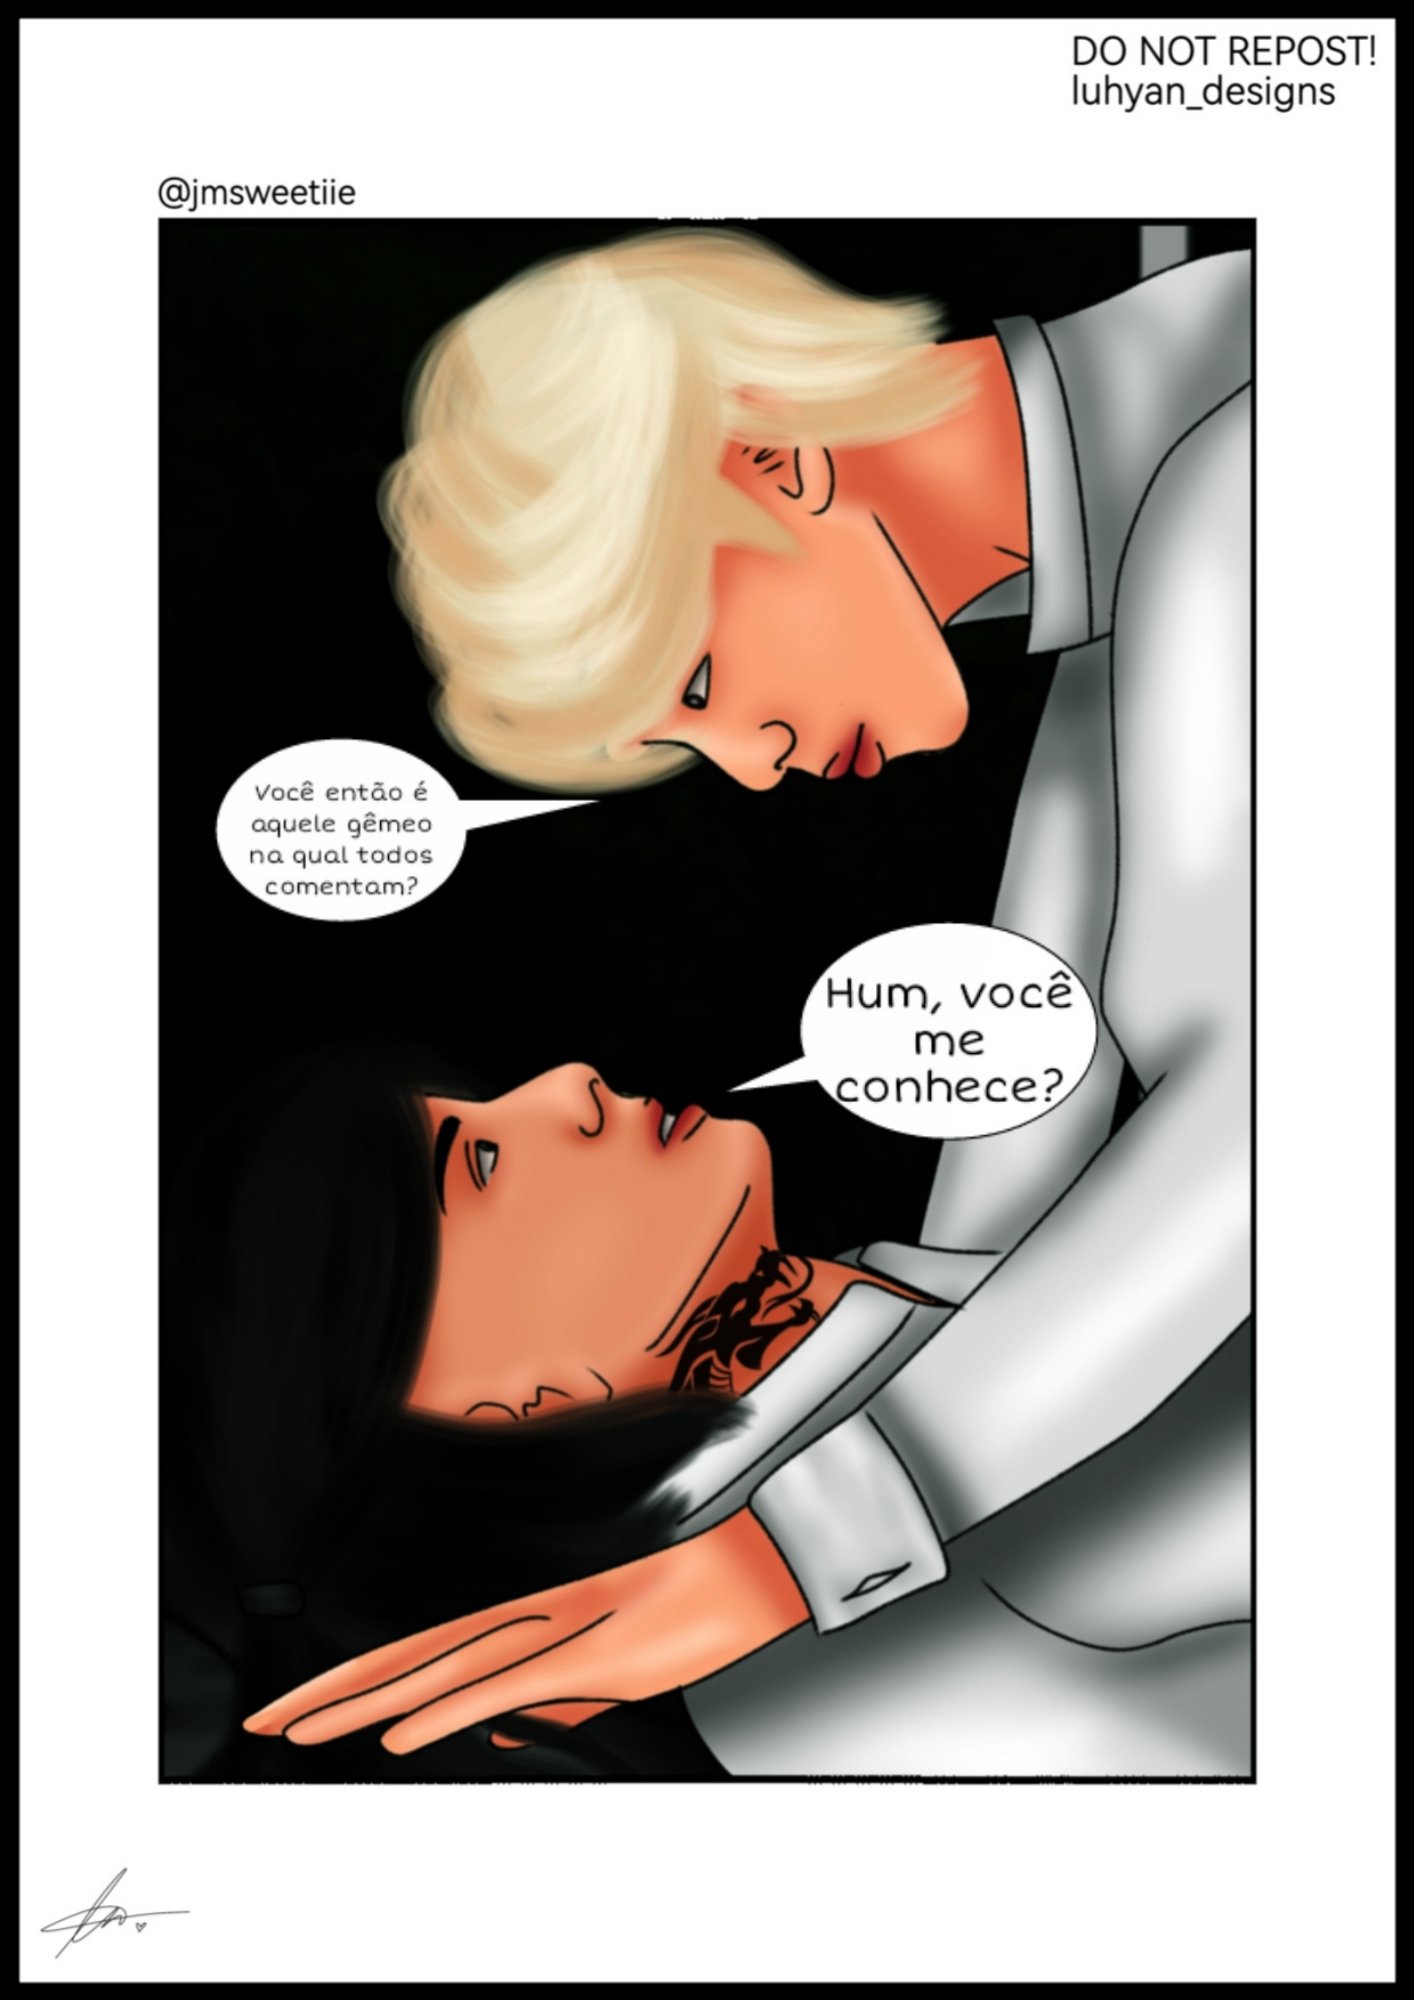 DO NOT REPOST!
luhyan_designs
@jmsweetiie
Você então é
aquele gêmeo
na qual todos
comentam?
Hum, você
me
conhece?